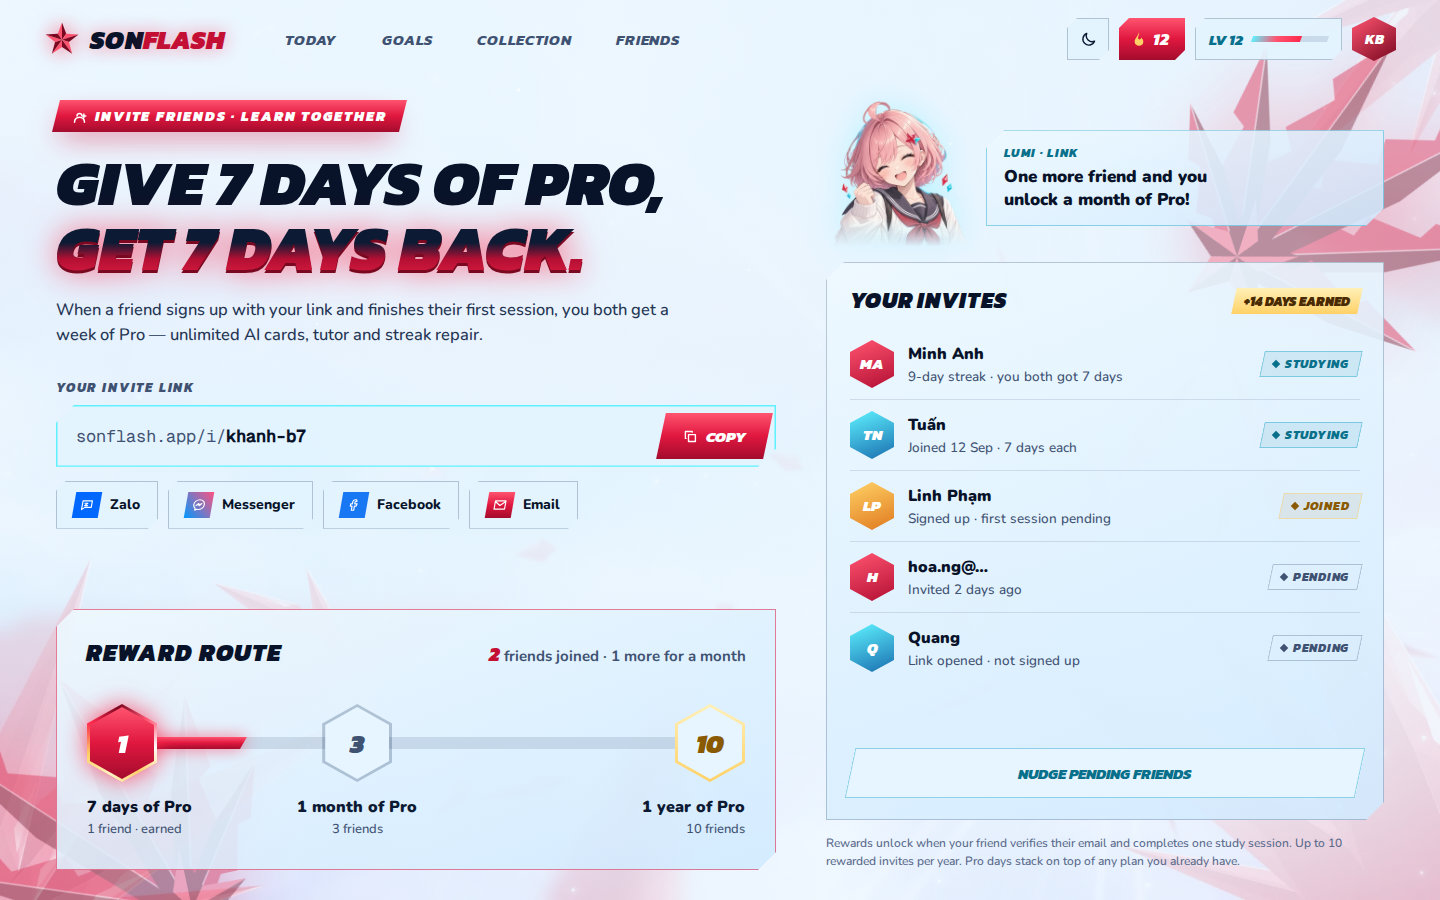 SONFLASH
TODAY
GOALS
COLLECTION
FRIENDS
12
LV 12
KB
INVITE FRIENDS · LEARN TOGETHER
GIVE 7 DAYS OF PRO,
GET 7 DAYS BACK.
When a friend signs up with your link and finishes their first session, you both get a
week of Pro — unlimited AI cards, tutor and streak repair.
YOUR INVITE LINK
sonflash.app/i/khanh-b7
COPY
Zalo
Messenger
Facebook
Email
REWARD ROUTE
2 friends joined · 1 more for a month
1
3
10
7 days of Pro
1 month of Pro
1 year of Pro
1 friend · earned
3 friends
10 friends
LUMI · LINK
One more friend and you
unlock a month of Pro!
YOUR INVITES
+14 DAYS EARNED
MA
Minh Anh
9-day streak · you both got 7 days
STUDYING
TN
Tuấn
Joined 12 Sep · 7 days each
STUDYING
LP
Linh Phạm
Signed up · first session pending
JOINED
H
hoa.ng@...
Invited 2 days ago
PENDING
Q
Quang
Link opened · not signed up
PENDING
NUDGE PENDING FRIENDS
Rewards unlock when your friend verifies their email and completes one study session. Up to 10
rewarded invites per year. Pro days stack on top of any plan you already have.